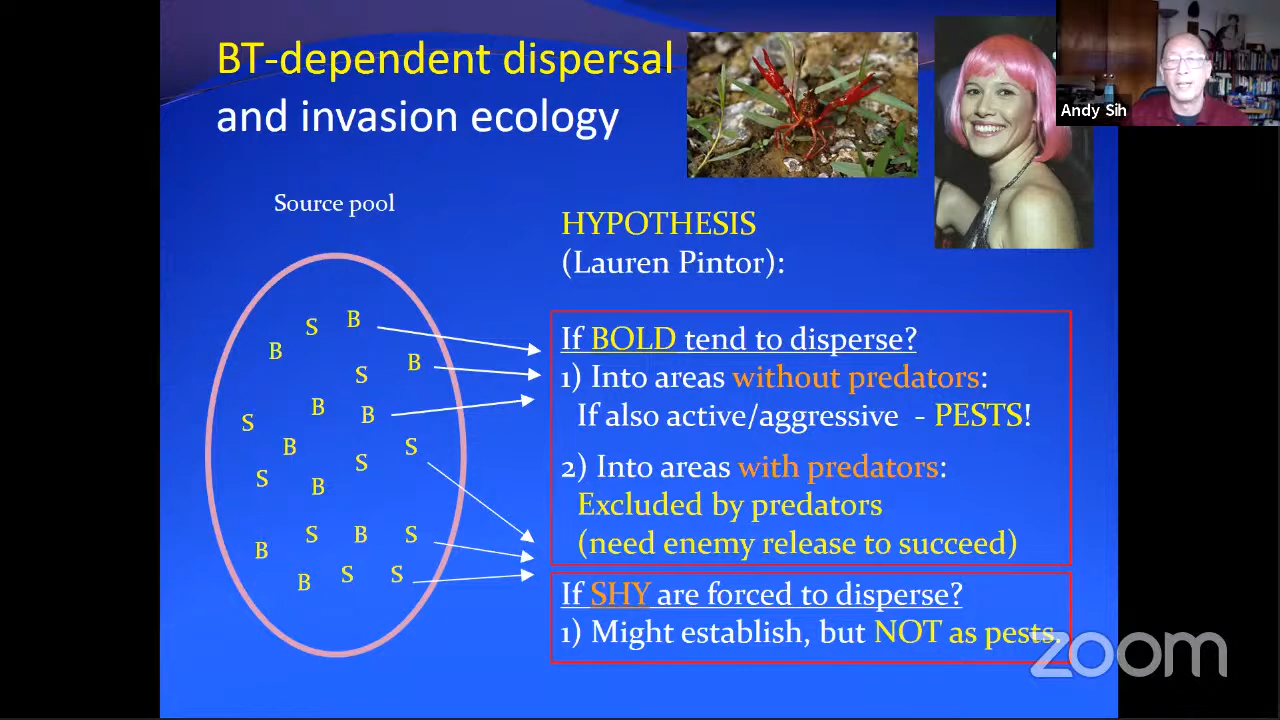 BT-dependent dispersal
and invasion ecology
Andy Sih
Source pool
HYPOTHESIS
(Lauren Pintor):
S B
B
S B
B B
S
B S
S
S B
S B S
B
S S
B
If BOLD tend to disperse?
1) Into areas without predators:
If also active/aggressive - PESTS!
2) Into areas with predators:
Excluded by predators
(need enemy release to succeed)
If SHY are forced to disperse?
1) Might establish, but NOT as pests.
zoom